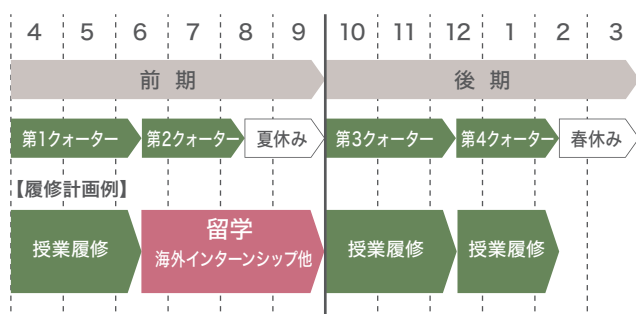 4 5 6 7 8 9 10 11 12 1 2 3
前期 後期
第1クォーター 第2クォーター 夏休み 第3クォーター 第4クォーター 春休み
【履修計画例】
授業履修 留学 授業履修 授業履修
海外インターンシップ他